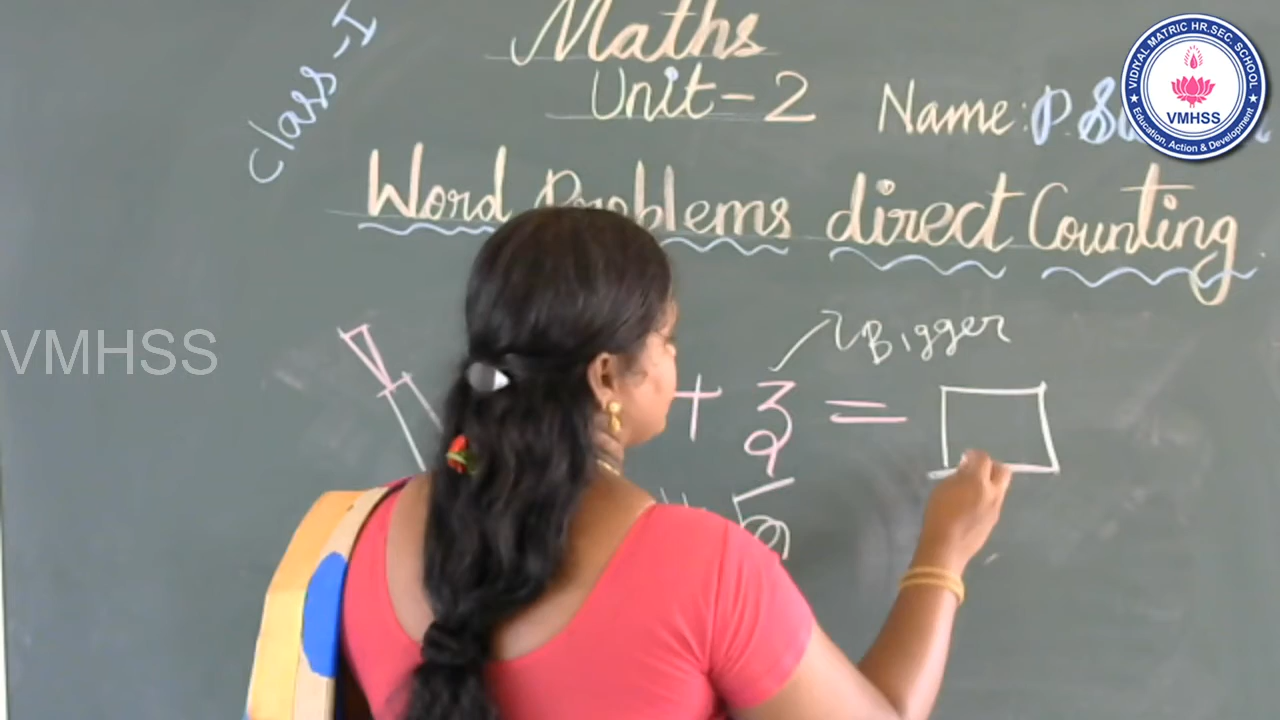 Class - I
Maths
Unit - 2
Name: P.
Word Problems direct Counting
Bigger
+ 3 =
VIDIYAL MATRIC HR.SEC. SCHOOL
VMHSS
Education, Action & Development
VMHSS